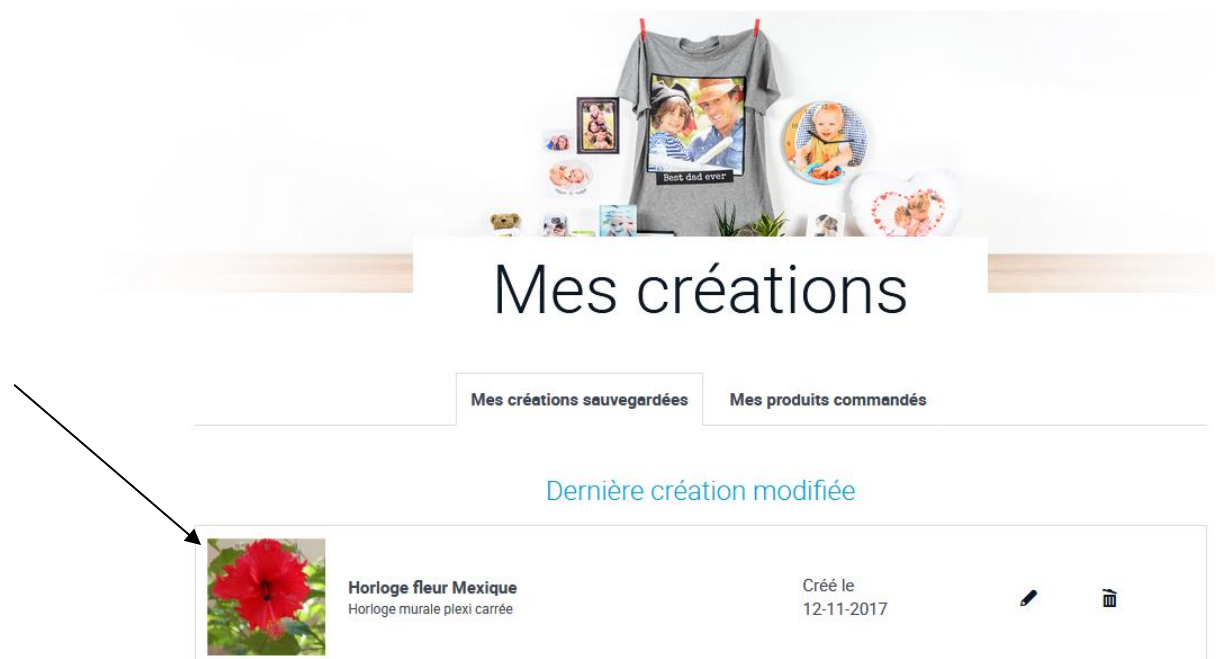 Best dad ever
Mes créations
Mes créations sauvegardées
Mes produits commandés
Dernière création modifiée
Horloge fleur Mexique
Horloge murale plexi carrée
Créé le
12-11-2017